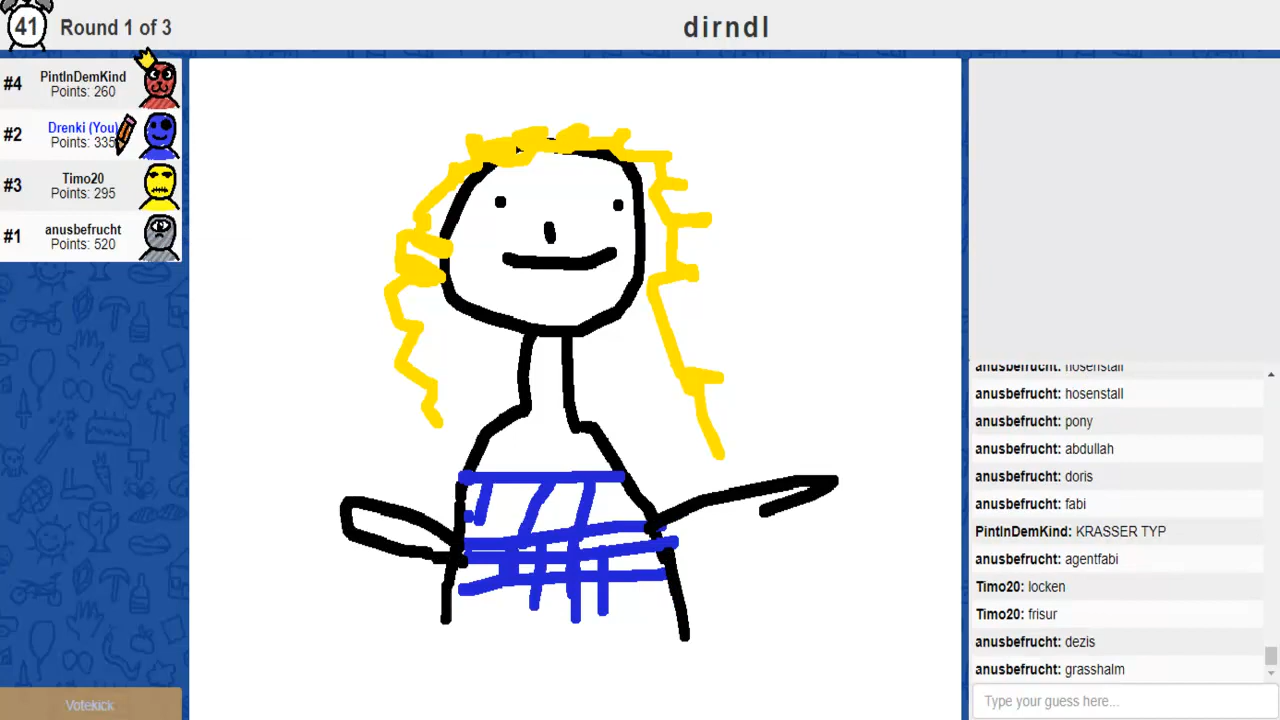 41
Round 1 of 3
dirndl
#4
PintInDemKind
Points: 260
#2
Drenki (You)
Points: 335
#3
Timo20
Points: 295
#1
anusbefrucht
Points: 520
Votekick
anusbefrucht: hosenstall
anusbefrucht: hosenstall
anusbefrucht: pony
anusbefrucht: abdullah
anusbefrucht: doris
anusbefrucht: fabi
PintInDemKind: KRASSER TYP
anusbefrucht: agentfabi
Timo20: locken
Timo20: frisur
anusbefrucht: dezis
anusbefrucht: grasshalm
Type your guess here...